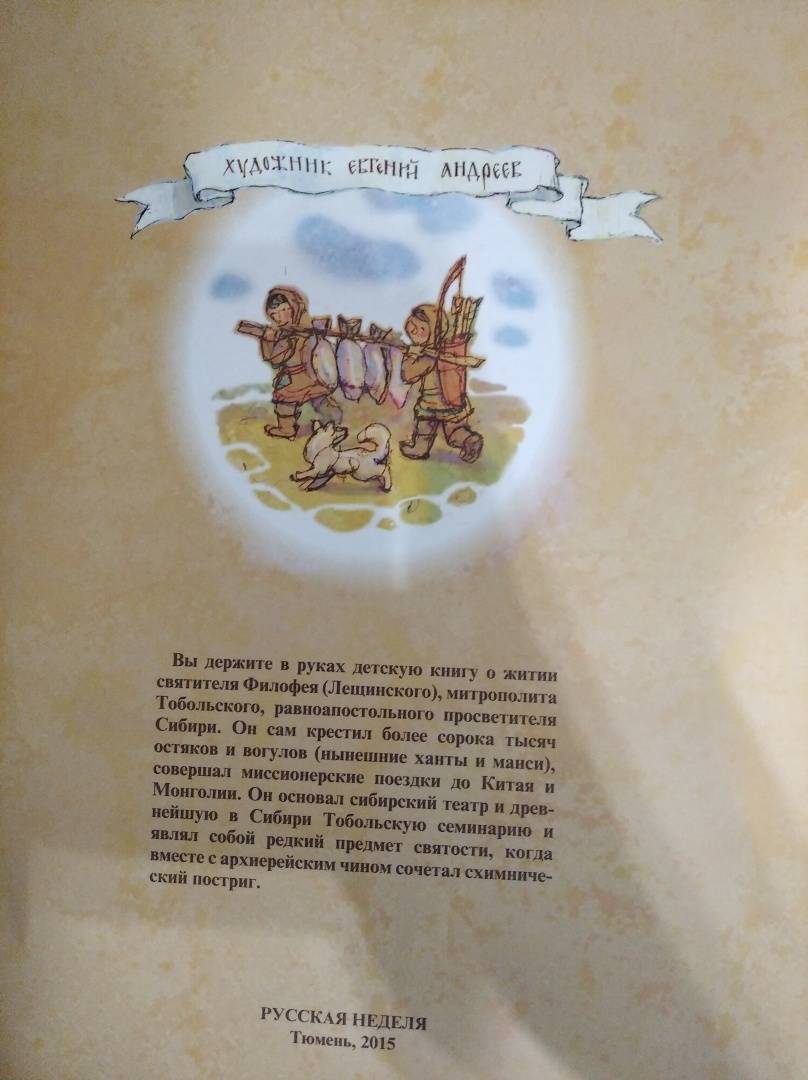 ХУДОЖНИК ЕВГЕНИЙ АНДРЕЕВ
Вы держите в руках детскую книгу о житии
святителя Филофея (Лещинского), митрополита
Тобольского, равноапостольного просветителя
Сибири. Он сам крестил более сорока тысяч
остяков и вогулов (нынешние ханты и манси),
совершал миссионерские поездки до Китая и
Монголии. Он основал сибирский театр и древ-
нейшую в Сибири Тобольскую семинарию и
являл собой редкий предмет святости, когда
вместе с архиерейским чином сочетал схимниче-
ский постриг.
РУССКАЯ НЕДЕЛЯ
Тюмень, 2015